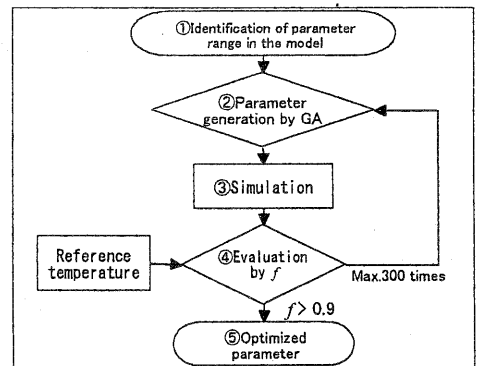 ①Identification of parameter
range in the model
②Parameter
generation by GA
③Simulation
Reference
temperature
④Evaluation
by f
Max.300 times
f> 0.9
⑤Optimized
parameter